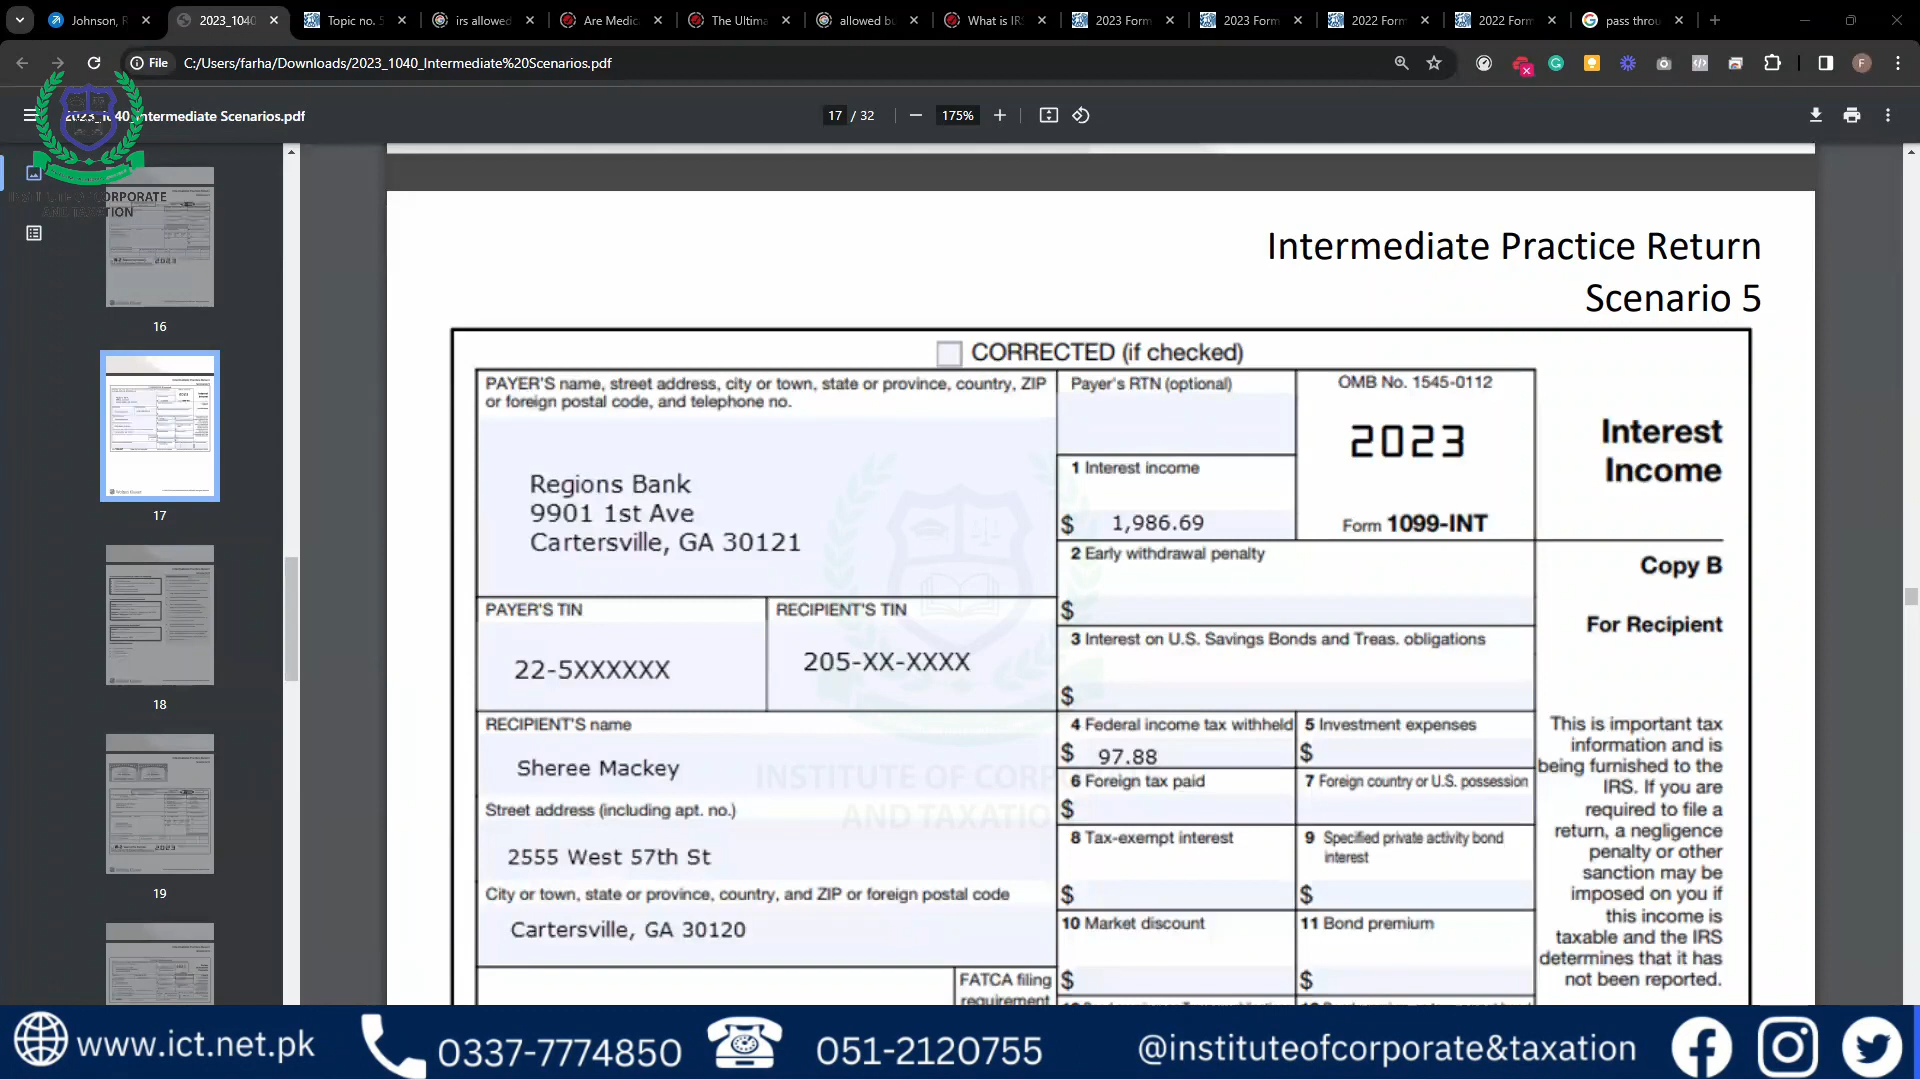 Johnson, R
2023_1040
Topic no. 5
irs allowed
Are Medic
The Ultima
allowed bu
What is IR
2023 Form
2023 Form
2022 Form
2022 Form
pass throu
File
C:/Users/farha/Downloads/2023_1040_Intermediate%20Scenarios.pdf
2023_1040_Intermediate Scenarios.pdf
17 / 32
175%
CORPORATE
AND TAXATION
16
17
18
19
Intermediate Practice Return
Scenario 5
CORRECTED (if checked)
PAYER'S name, street address, city or town, state or province, country, ZIP
or foreign postal code, and telephone no.
Regions Bank
9901 1st Ave
Cartersville, GA 30121
Payer's RTN (optional)
OMB No. 1545-0112
2023
Form 1099-INT
Interest
Income
1 Interest income
$ 1,986.69
2 Early withdrawal penalty
$
Copy B
For Recipient
PAYER'S TIN
22-5XXXXXX
RECIPIENT'S TIN
205-XX-XXXX
3 Interest on U.S. Savings Bonds and Treas. obligations
$
RECIPIENT'S name
Sheree Mackey
Street address (including apt. no.)
2555 West 57th St
City or town, state or province, country, and ZIP or foreign postal code
Cartersville, GA 30120
4 Federal income tax withheld
$ 97.88
5 Investment expenses
$
6 Foreign tax paid
$
7 Foreign country or U.S. possession
8 Tax-exempt interest
$
9 Specified private activity bond
interest
$
10 Market discount
$
11 Bond premium
$
FATCA filing
requirement
This is important tax
information and is
being furnished to the
IRS. If you are
required to file a
return, a negligence
penalty or other
sanction may be
imposed on you if
this income is
taxable and the IRS
determines that it has
not been reported.
INSTITUTE OF CORP
AND TAXATIO
www.ict.net.pk
0337-7774850
051-2120755
@instituteofcorporate&taxation